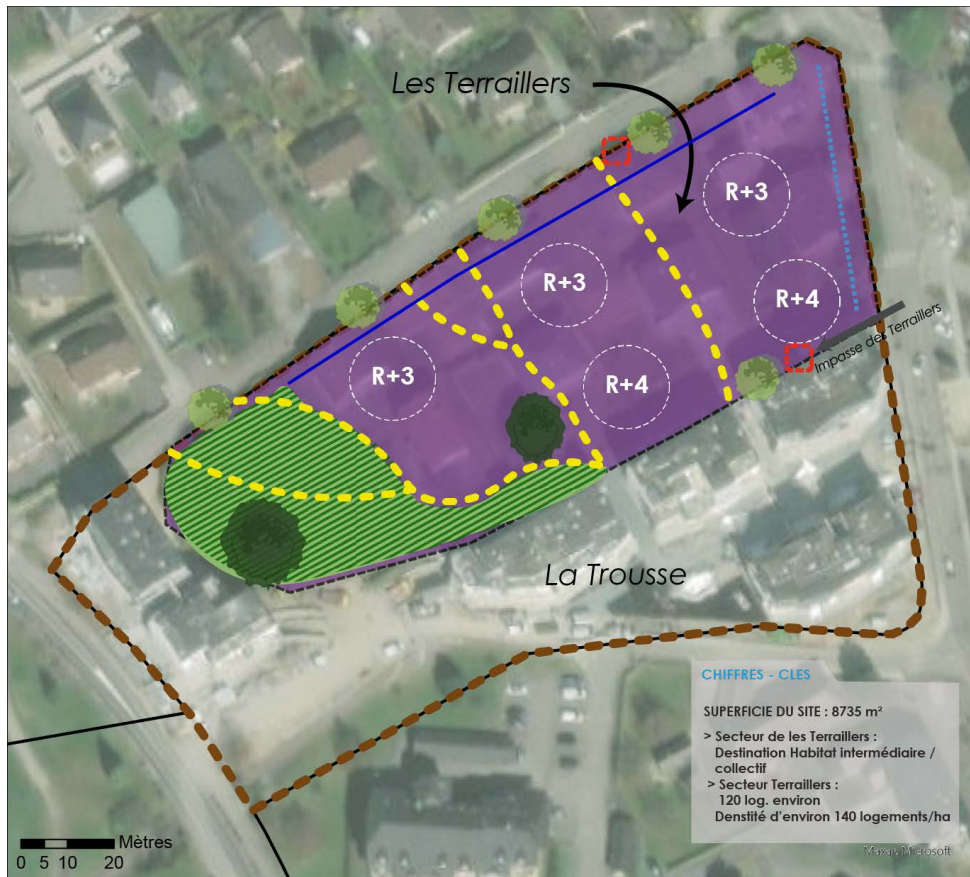 Les Terraillers
R+3
R+3
R+4
Impasse des Terraillers
R+3
R+4
La Trousse
CHIFFRES - CLES
SUPERFICIE DU SITE : 8735 m²
> Secteur de les Terraillers :
Destination Habitat intermédiaire /
collectif
> Secteur Terraillers :
120 log. environ
Denstité d'environ 140 logements/ha
Microsoft
Mètres
0 5 10 20